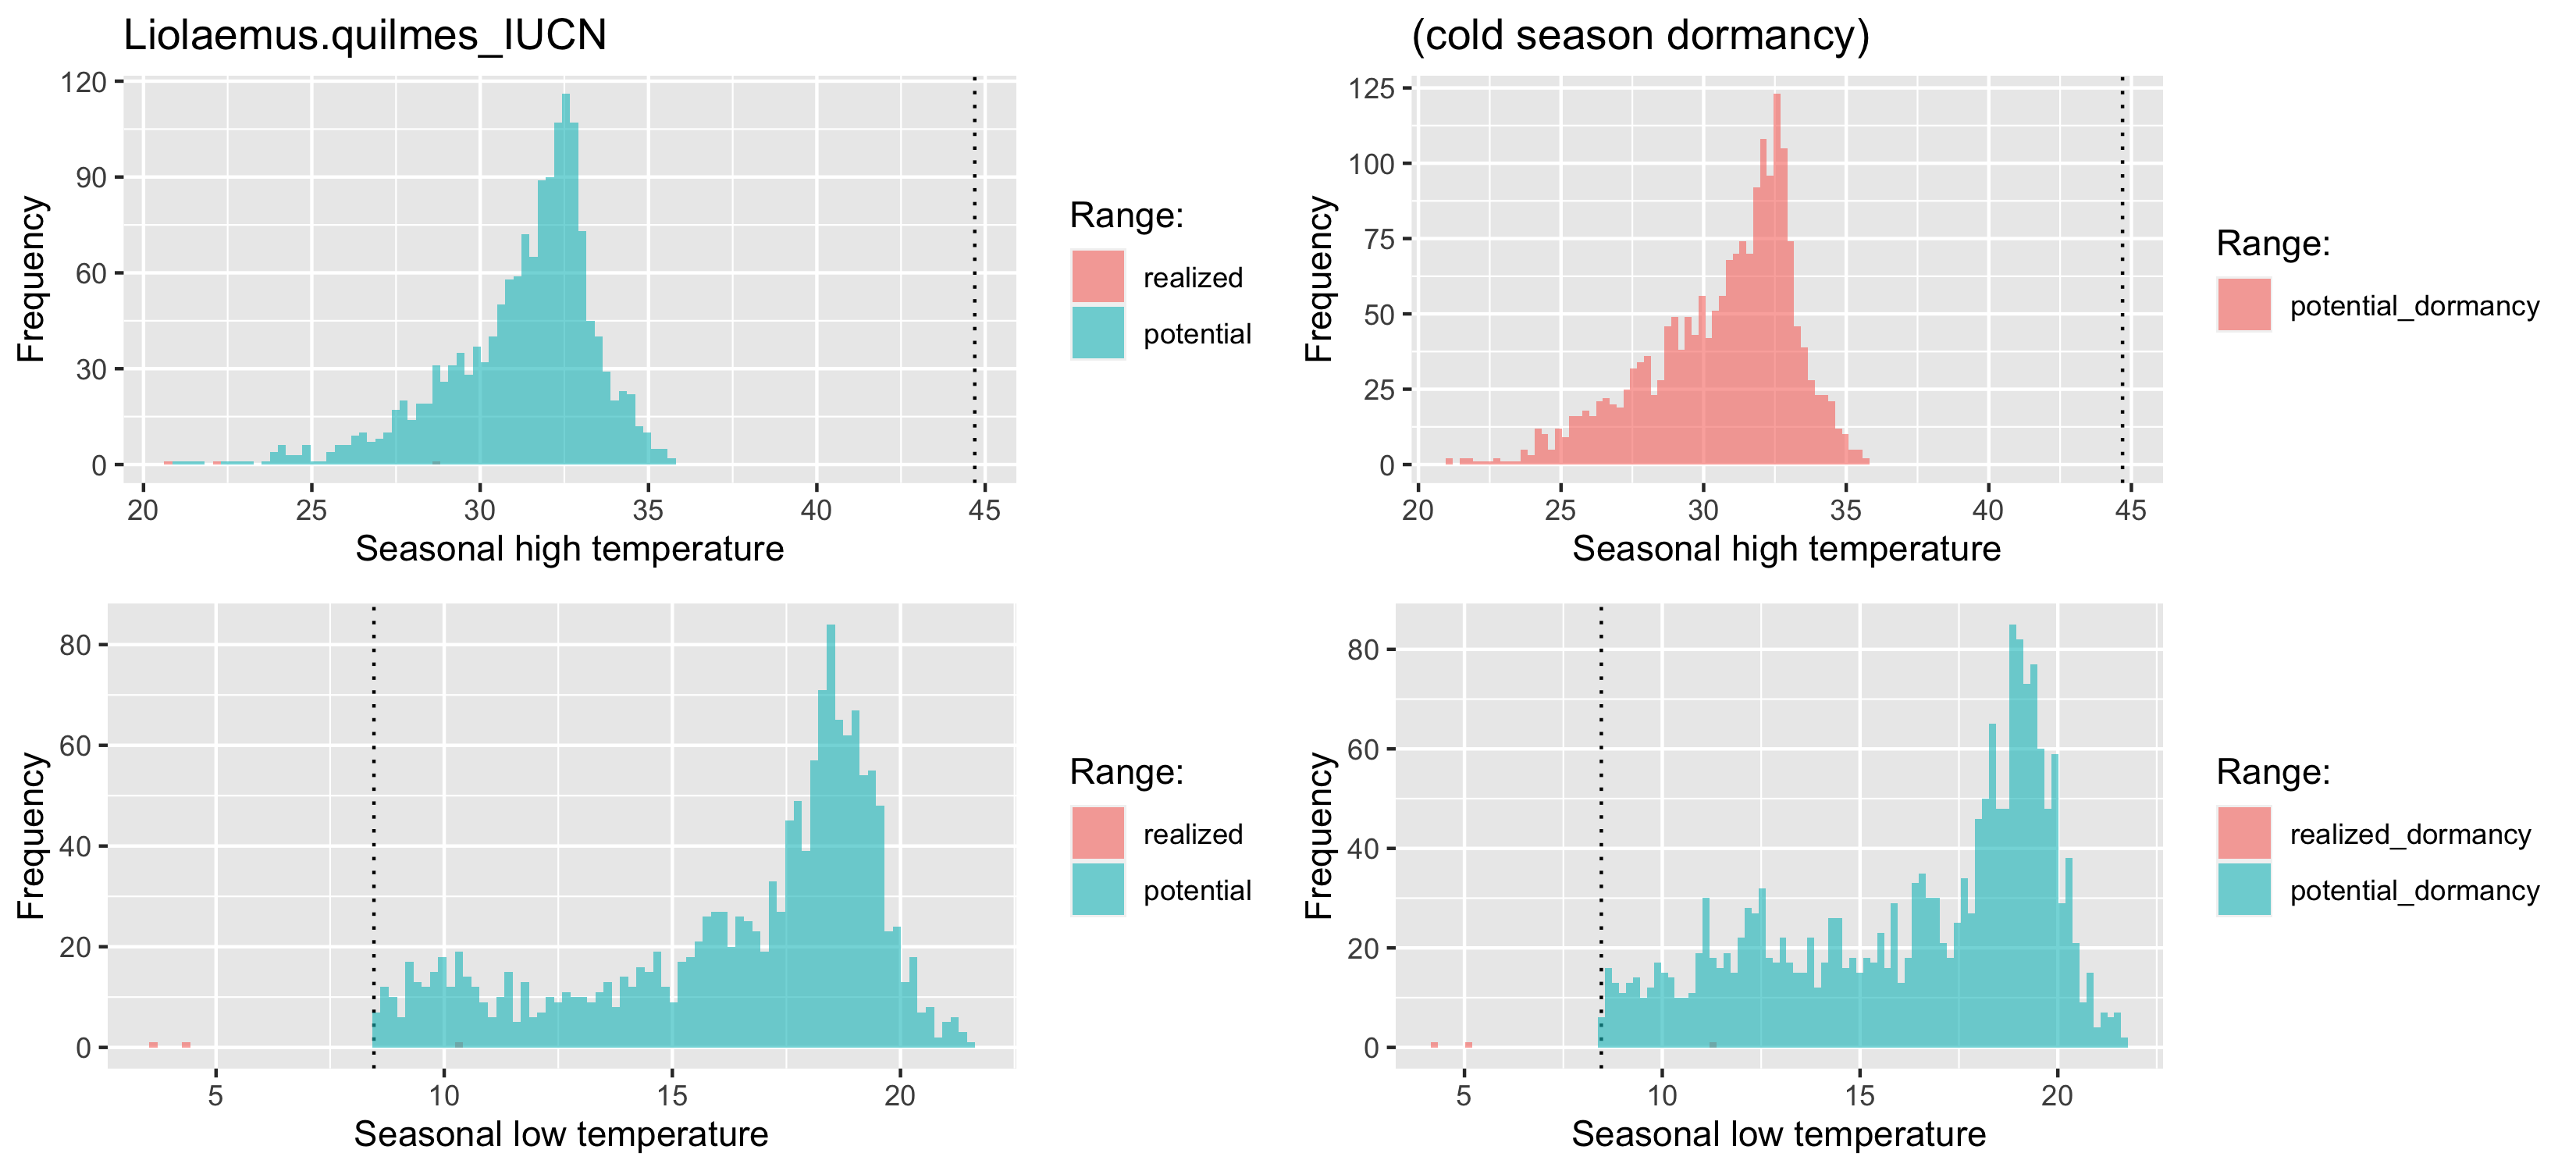 Liolaemus.quilmes_IUCN
120
90
60
30
0
Frequency
20 25 30 35 40 45
Seasonal high temperature
Range:
realized
potential
(cold season dormancy)
125
100
75
50
25
0
Frequency
20 25 30 35 40 45
Seasonal high temperature
Range:
potential_dormancy
80
60
40
20
0
Frequency
5 10 15 20
Seasonal low temperature
Range:
realized
potential
80
60
40
20
0
Frequency
5 10 15 20
Seasonal low temperature
Range:
realized_dormancy
potential_dormancy